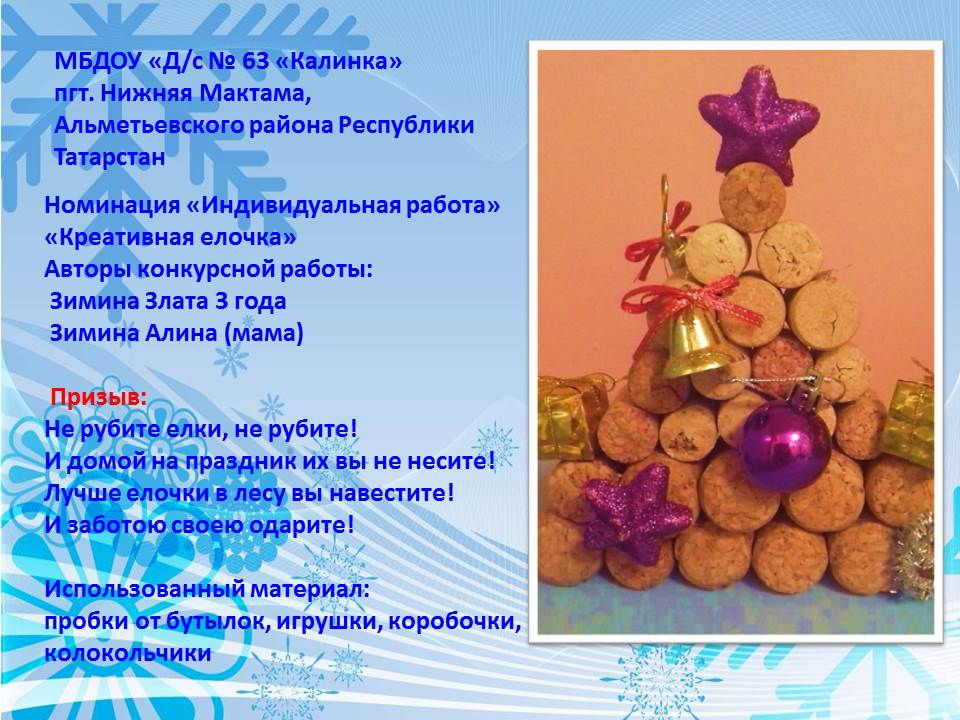 МБДОУ «Д/с № 63 «Калинка»
пгт. Нижняя Мактама,
Альметьевского района Республики
Татарстан
Номинация «Индивидуальная работа»
«Креативная елочка»
Авторы конкурсной работы:
Зимина Злата 3 года
Зимина Алина (мама)
Призыв:
Не рубите елки, не рубите!
И домой на праздник их вы не несите!
Лучше елочки в лесу вы навестите!
И заботою своею одарите!
Использованный материал:
пробки от бутылок, игрушки, коробочки,
колокольчики